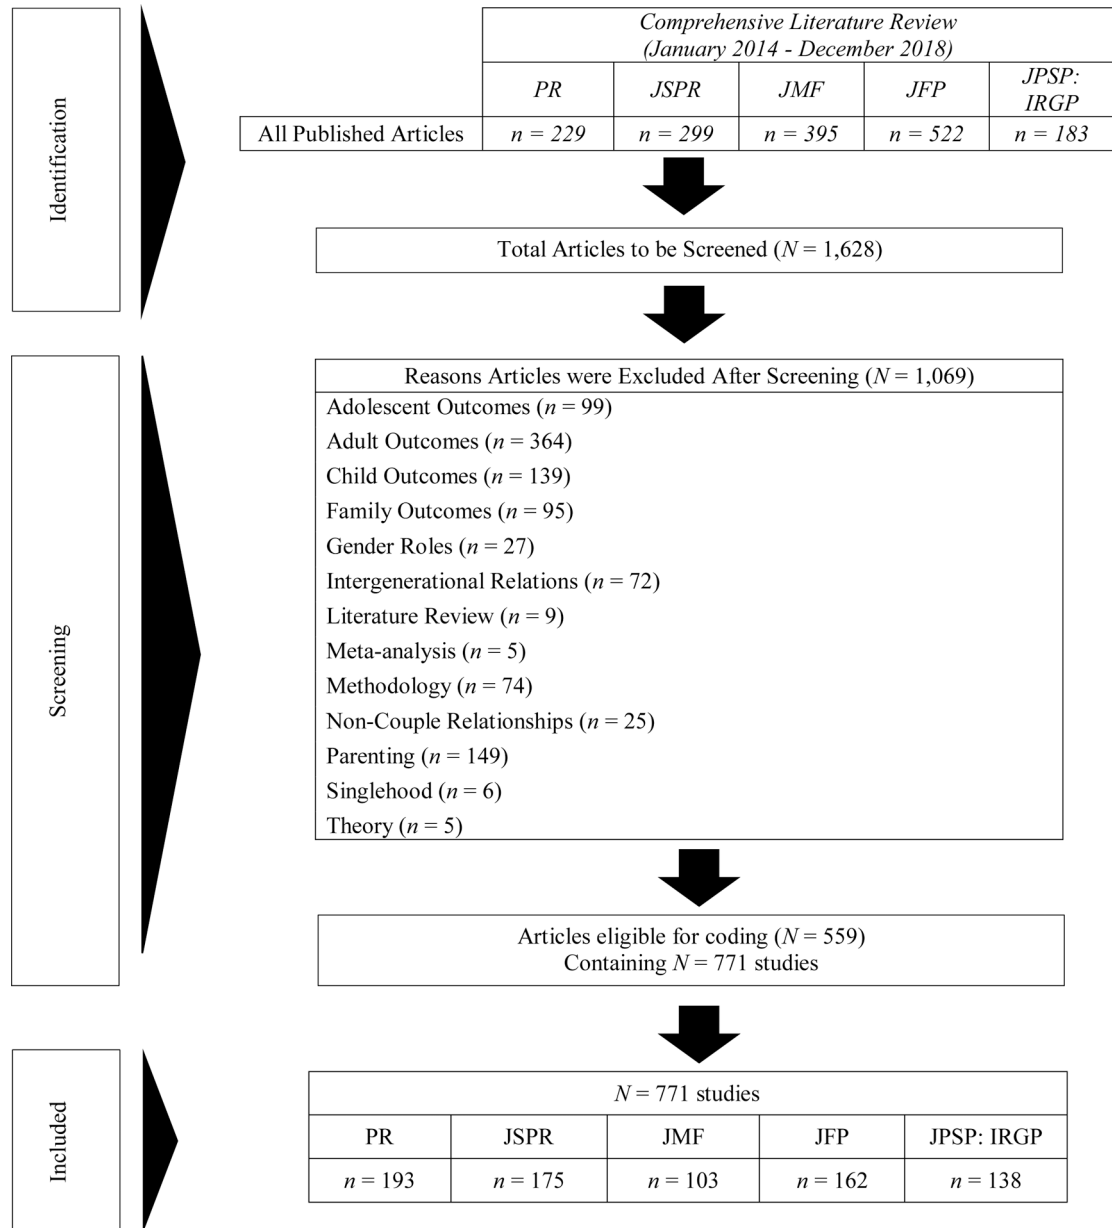 Identification
Comprehensive Literature Review
(January 2014 - December 2018)
PR JSPR JMF JFP JPSP:
IRGP
All Published Articles n = 229 n = 299 n = 395 n = 522 n = 183
Total Articles to be Screened (N = 1,628)
Screening
Reasons Articles were Excluded After Screening (N = 1,069)
Adolescent Outcomes (n = 99)
Adult Outcomes (n = 364)
Child Outcomes (n = 139)
Family Outcomes (n = 95)
Gender Roles (n = 27)
Intergenerational Relations (n = 72)
Literature Review (n = 9)
Meta-analysis (n = 5)
Methodology (n = 74)
Non-Couple Relationships (n = 25)
Parenting (n = 149)
Singlehood (n = 6)
Theory (n = 5)
Articles eligible for coding (N = 559)
Containing N = 771 studies
Included
N = 771 studies
PR JSPR JMF JFP JPSP: IRGP
n = 193 n = 175 n = 103 n = 162 n = 138